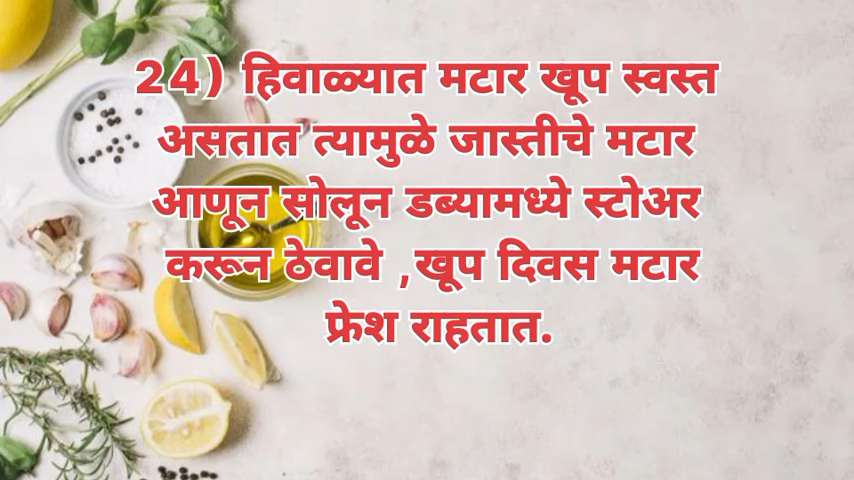 24) हिवाळ्यात मटार खूप स्वस्त
असतात त्यामुळे जास्तीचे मटार
आणून सोलून डब्यामध्ये स्टोअर
करून ठेवावे ,खूप दिवस मटार
फ्रेश राहतात.